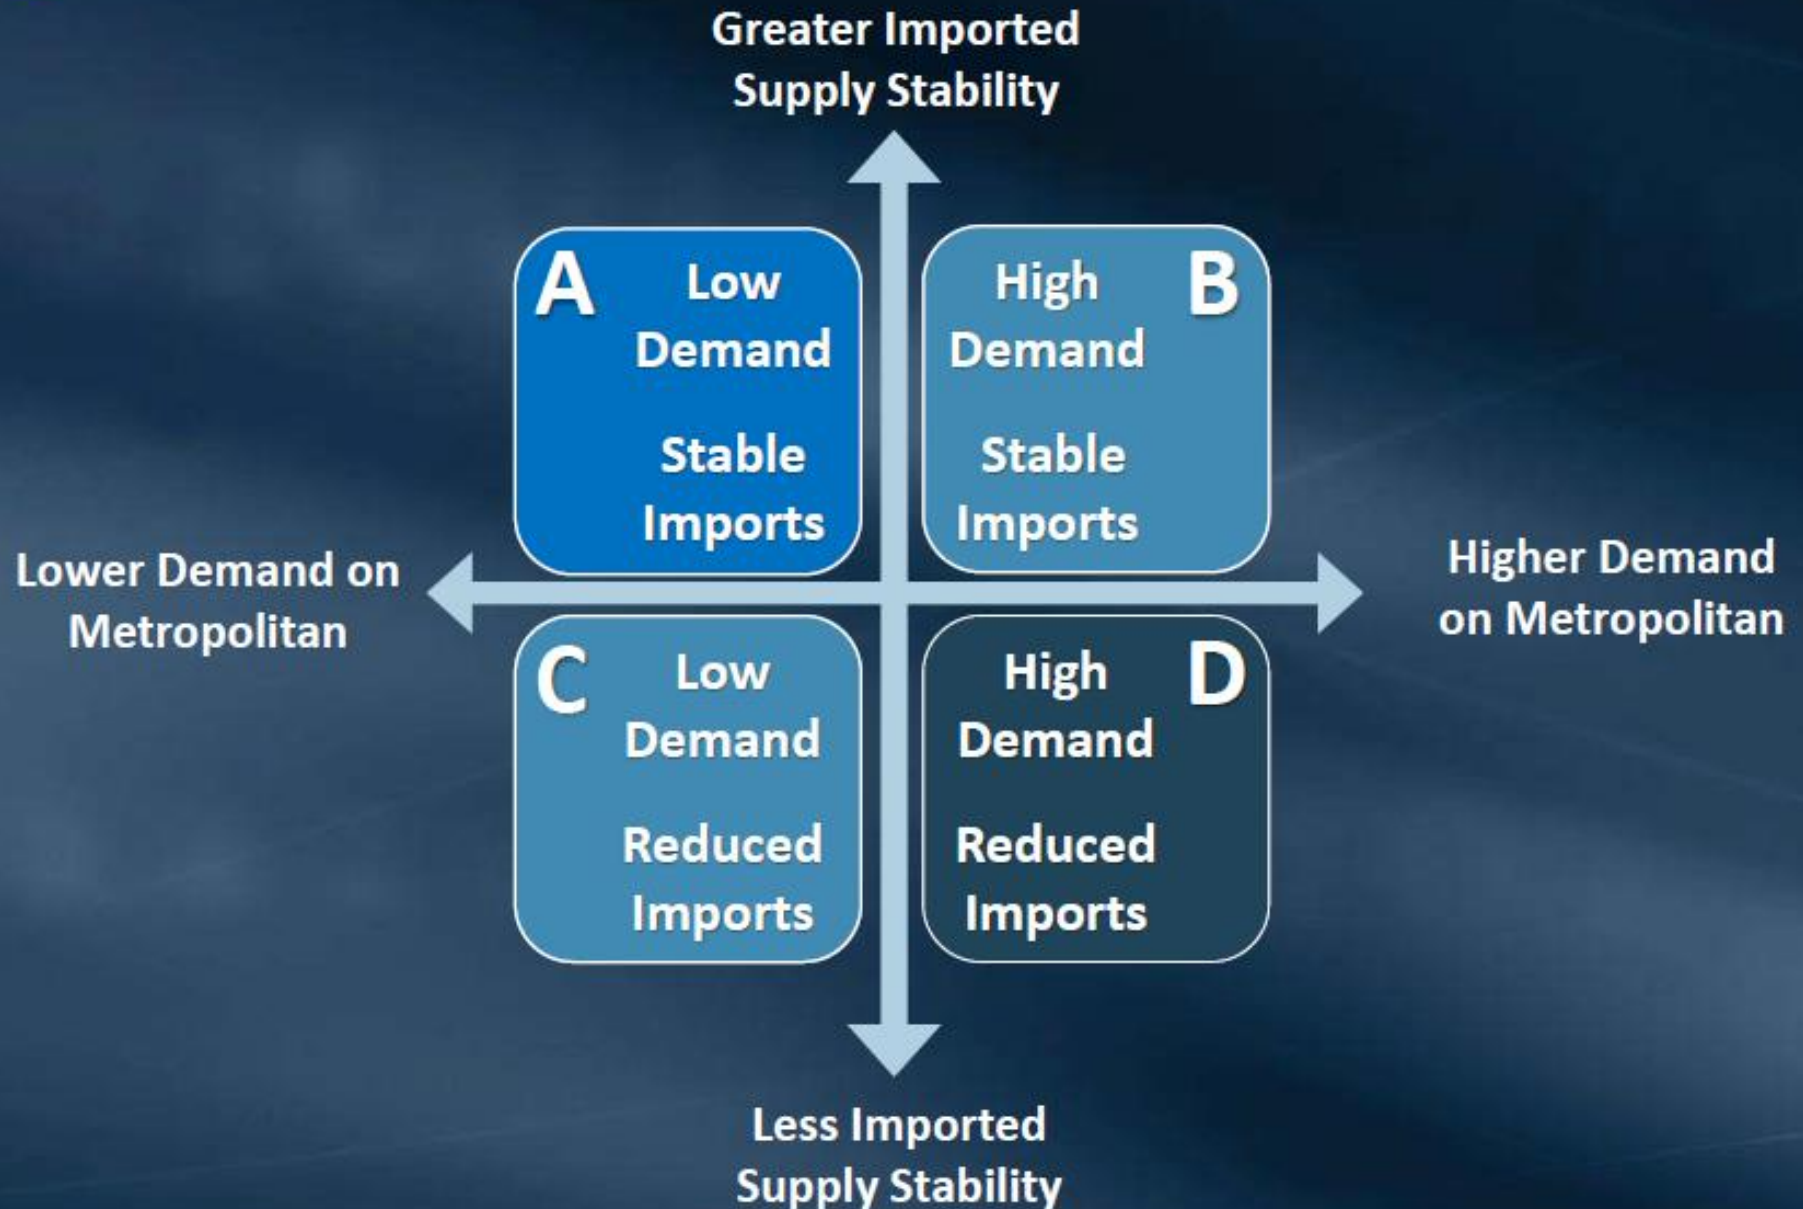 Greater Imported
Supply Stability
A
Low
Demand
Stable
Imports
High
Demand
Stable
Imports
B
Lower Demand on
Metropolitan
Higher Demand
on Metropolitan
C
Low
Demand
Reduced
Imports
High
Demand
Reduced
Imports
D
Less Imported
Supply Stability